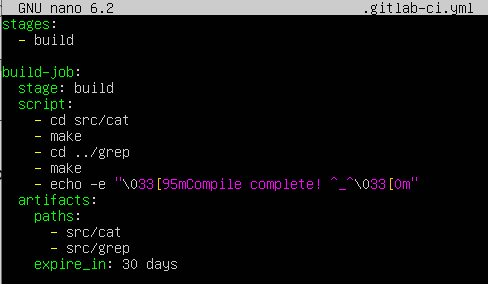 GNU nano 6.2 .gitlab-ci.yml
stages:
  - build
build-job:
  stage: build
  script:
    - cd src/cat
    - make
    - cd ../grep
    - make
    - echo -e "\033[95mCompile complete! ^_^\033[0m"
  artifacts:
    paths:
      - src/cat
      - src/grep
    expire_in: 30 days